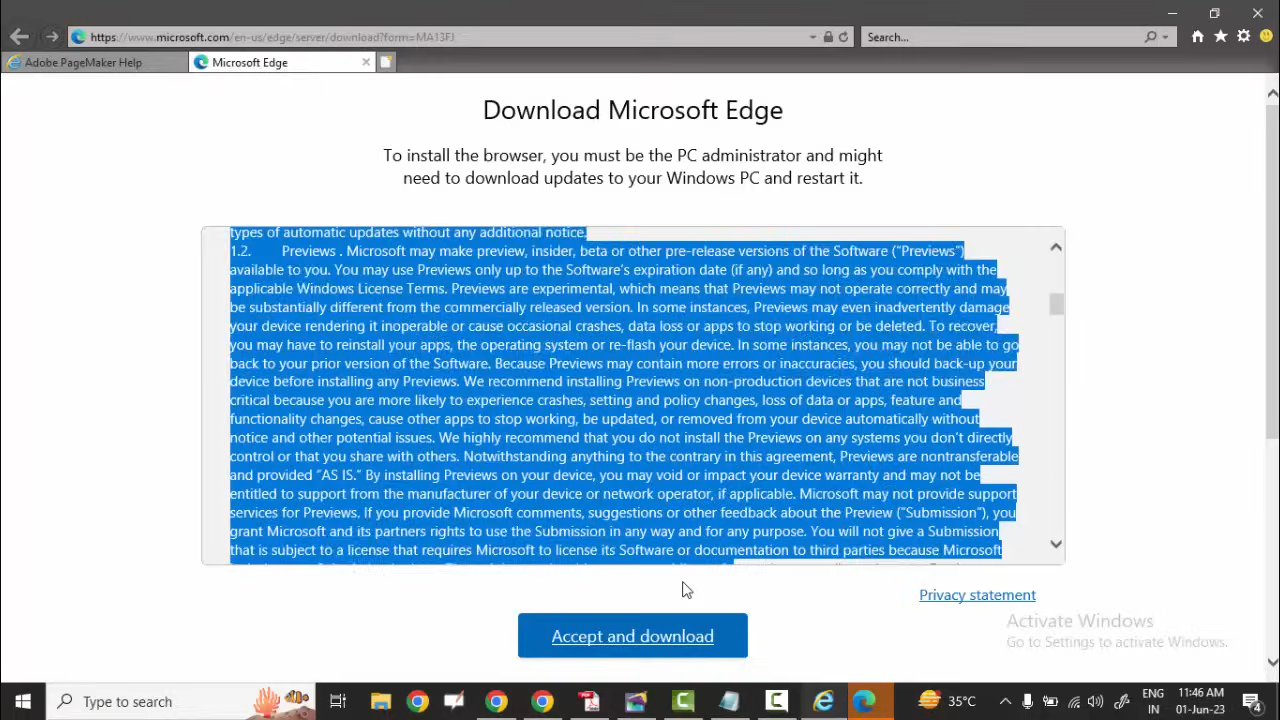 https://www.microsoft.com/en-us/edge/server/download?form=MA13FJ
Search...
Adobe PageMaker Help
Microsoft Edge
Download Microsoft Edge
To install the browser, you must be the PC administrator and might
need to download updates to your Windows PC and restart it.
types of automatic updates without any additional notice.
1.2. Previews . Microsoft may make preview, insider, beta or other pre-release versions of the Software ("Previews")
available to you. You may use Previews only up to the Software's expiration date (if any) and so long as you comply with the
applicable Windows License Terms. Previews are experimental, which means that Previews may not operate correctly and may
be substantially different from the commercially released version. In some instances, Previews may even inadvertently damage
your device rendering it inoperable or cause occasional crashes, data loss or apps to stop working or be deleted. To recover,
you may have to reinstall your apps, the operating system or re-flash your device. In some instances, you may not be able to go
back to your prior version of the Software. Because Previews may contain more errors or inaccuracies, you should back-up your
device before installing any Previews. We recommend installing Previews on non-production devices that are not business
critical because you are more likely to experience crashes, setting and policy changes, loss of data or apps, feature and
functionality changes, cause other apps to stop working, be updated, or removed from your device automatically without
notice and other potential issues. We highly recommend that you do not install the Previews on any systems you don't directly
control or that you share with others. Notwithstanding anything to the contrary in this agreement, Previews are nontransferable
and provided "AS IS." By installing Previews on your device, you may void or impact your device warranty and may not be
entitled to support from the manufacturer of your device or network operator, if applicable. Microsoft may not provide support
services for Previews. If you provide Microsoft comments, suggestions or other feedback about the Preview ("Submission"), you
grant Microsoft and its partners rights to use the Submission in any way and for any purpose. You will not give a Submission
that is subject to a license that requires Microsoft to license its Software or documentation to third parties because Microsoft
Privacy statement
Accept and download
Activate Windows
Go to Settings to activate Windows.
Type to search
35°C
ENG
IN
11:46 AM
01-Jun-23
4